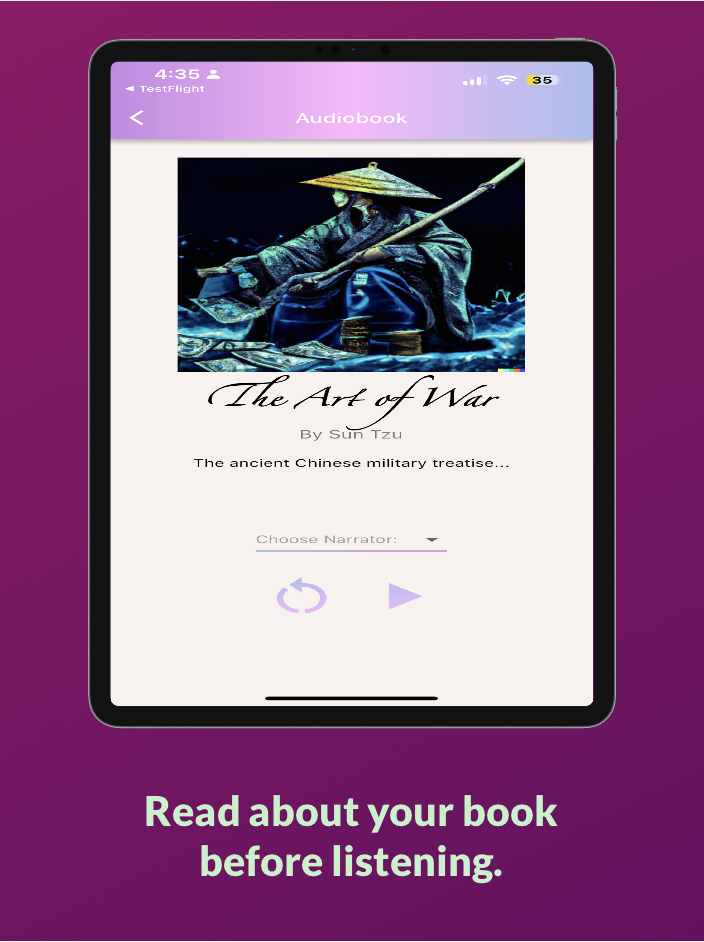 4:35
35
◄ TestFlight
Audiobook
The Art of War
By Sun Tzu
The ancient Chinese military treatise...
Choose Narrator:
Read about your book
before listening.